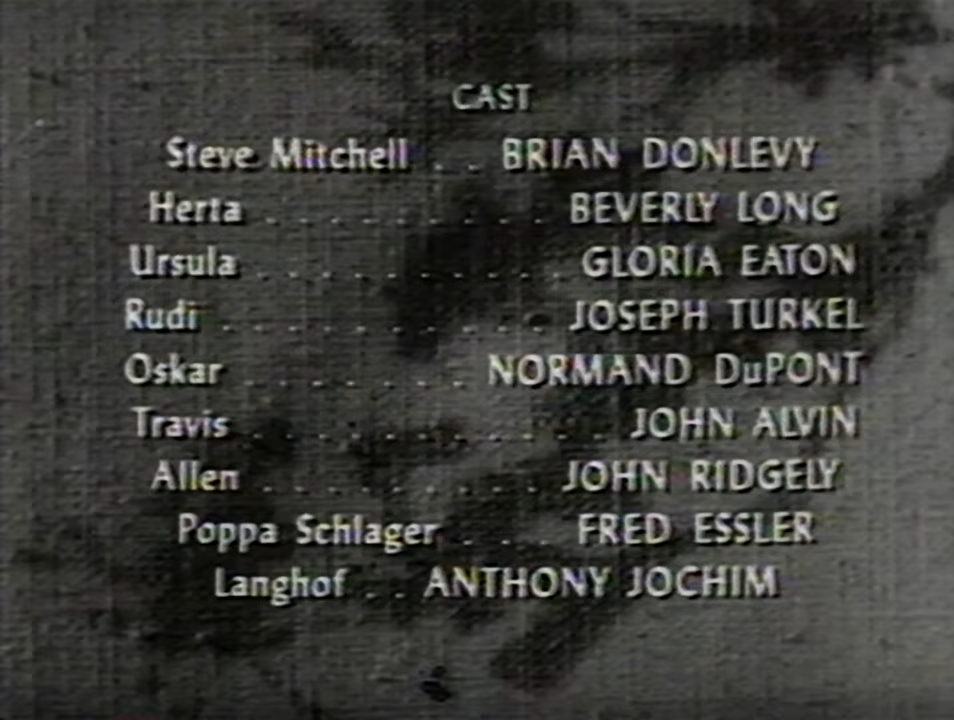 CAST
Steve Mitchell . . BRIAN DONLEVY
Herta . . . . . . . . . . BEVERLY LONG
Ursula . . . . . . . . . . . GLORIA EATON
Rudi . . . . . . . . . . . . JOSEPH TURKEL
Oskar . . . . . . . . NORMAND DuPONT
Travis . . . . . . . . . . . . . JOHN ALVIN
Allen . . . . . . . . . . JOHN RIDGELY
Poppa Schlager . . . FRED ESSLER
Langhof . . ANTHONY JOCHIM